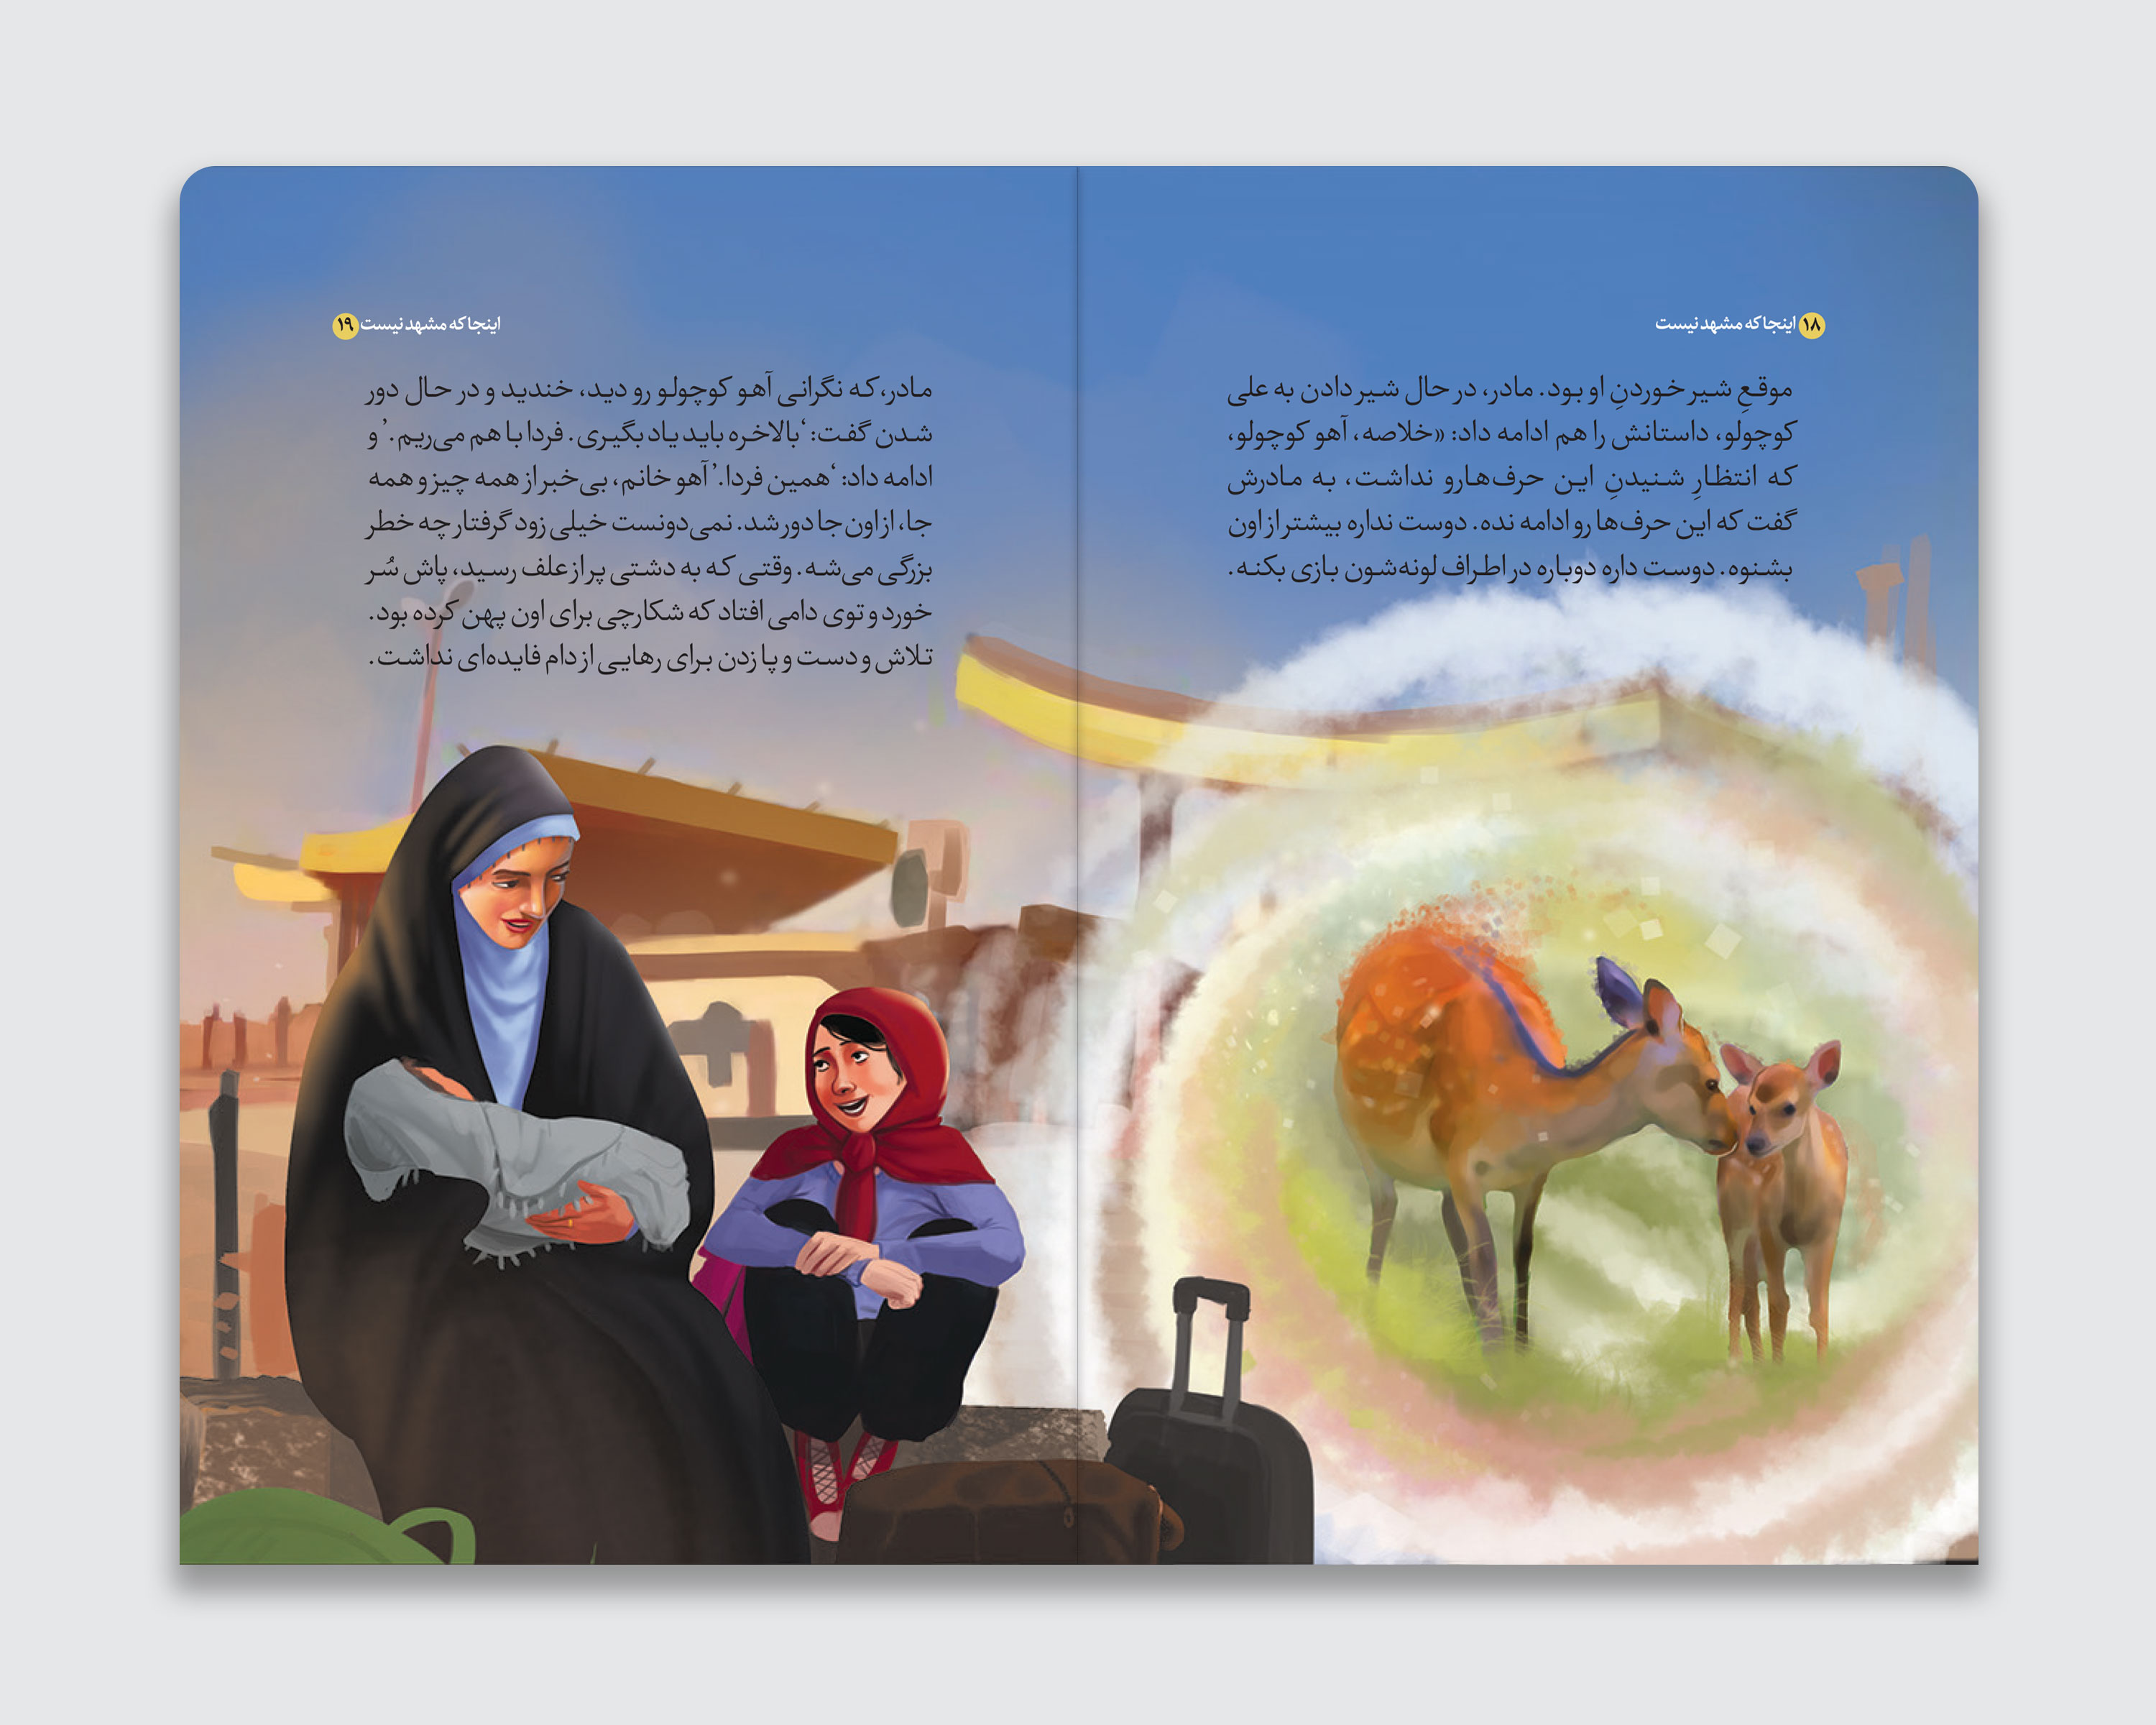 ۱۸ اینجا که مشهد نیست
موقعِ شیر خوردنِ او بود. مادر، در حال شیر دادن به علی
کوچولو، داستانش را هم ادامه داد: «خلاصه، آهو کوچولو،
که انتظارِ شنیدنِ این حرف‌هارو نداشت، به مادرش
گفت که این حرف‌ها رو ادامه نده. دوست نداره بیشتر از اون
بشنوه. دوست داره دوباره در اطراف لونه‌شون بازی بکنه.
اینجا که مشهد نیست ۱۹
مادر، که نگرانی آهو کوچولو رو دید، خندید و در حال دور
شدن گفت: ‘بالاخره باید یاد بگیری. فردا با هم می‌ریم.’ و
ادامه داد: ‘همین فردا.’ آهو خانم، بی‌خبر از همه چیز و همه
جا، از اون جا دور شد. نمی‌دونست خیلی زود گرفتار چه خطر
بزرگی می‌شه. وقتی که به دشتی پر از علف رسید، پاش سُر
خورد و توی دامی افتاد که شکارچی برای اون پهن کرده بود.
تلاش و دست و پا زدن برای رهایی از دام فایده‌ای نداشت.